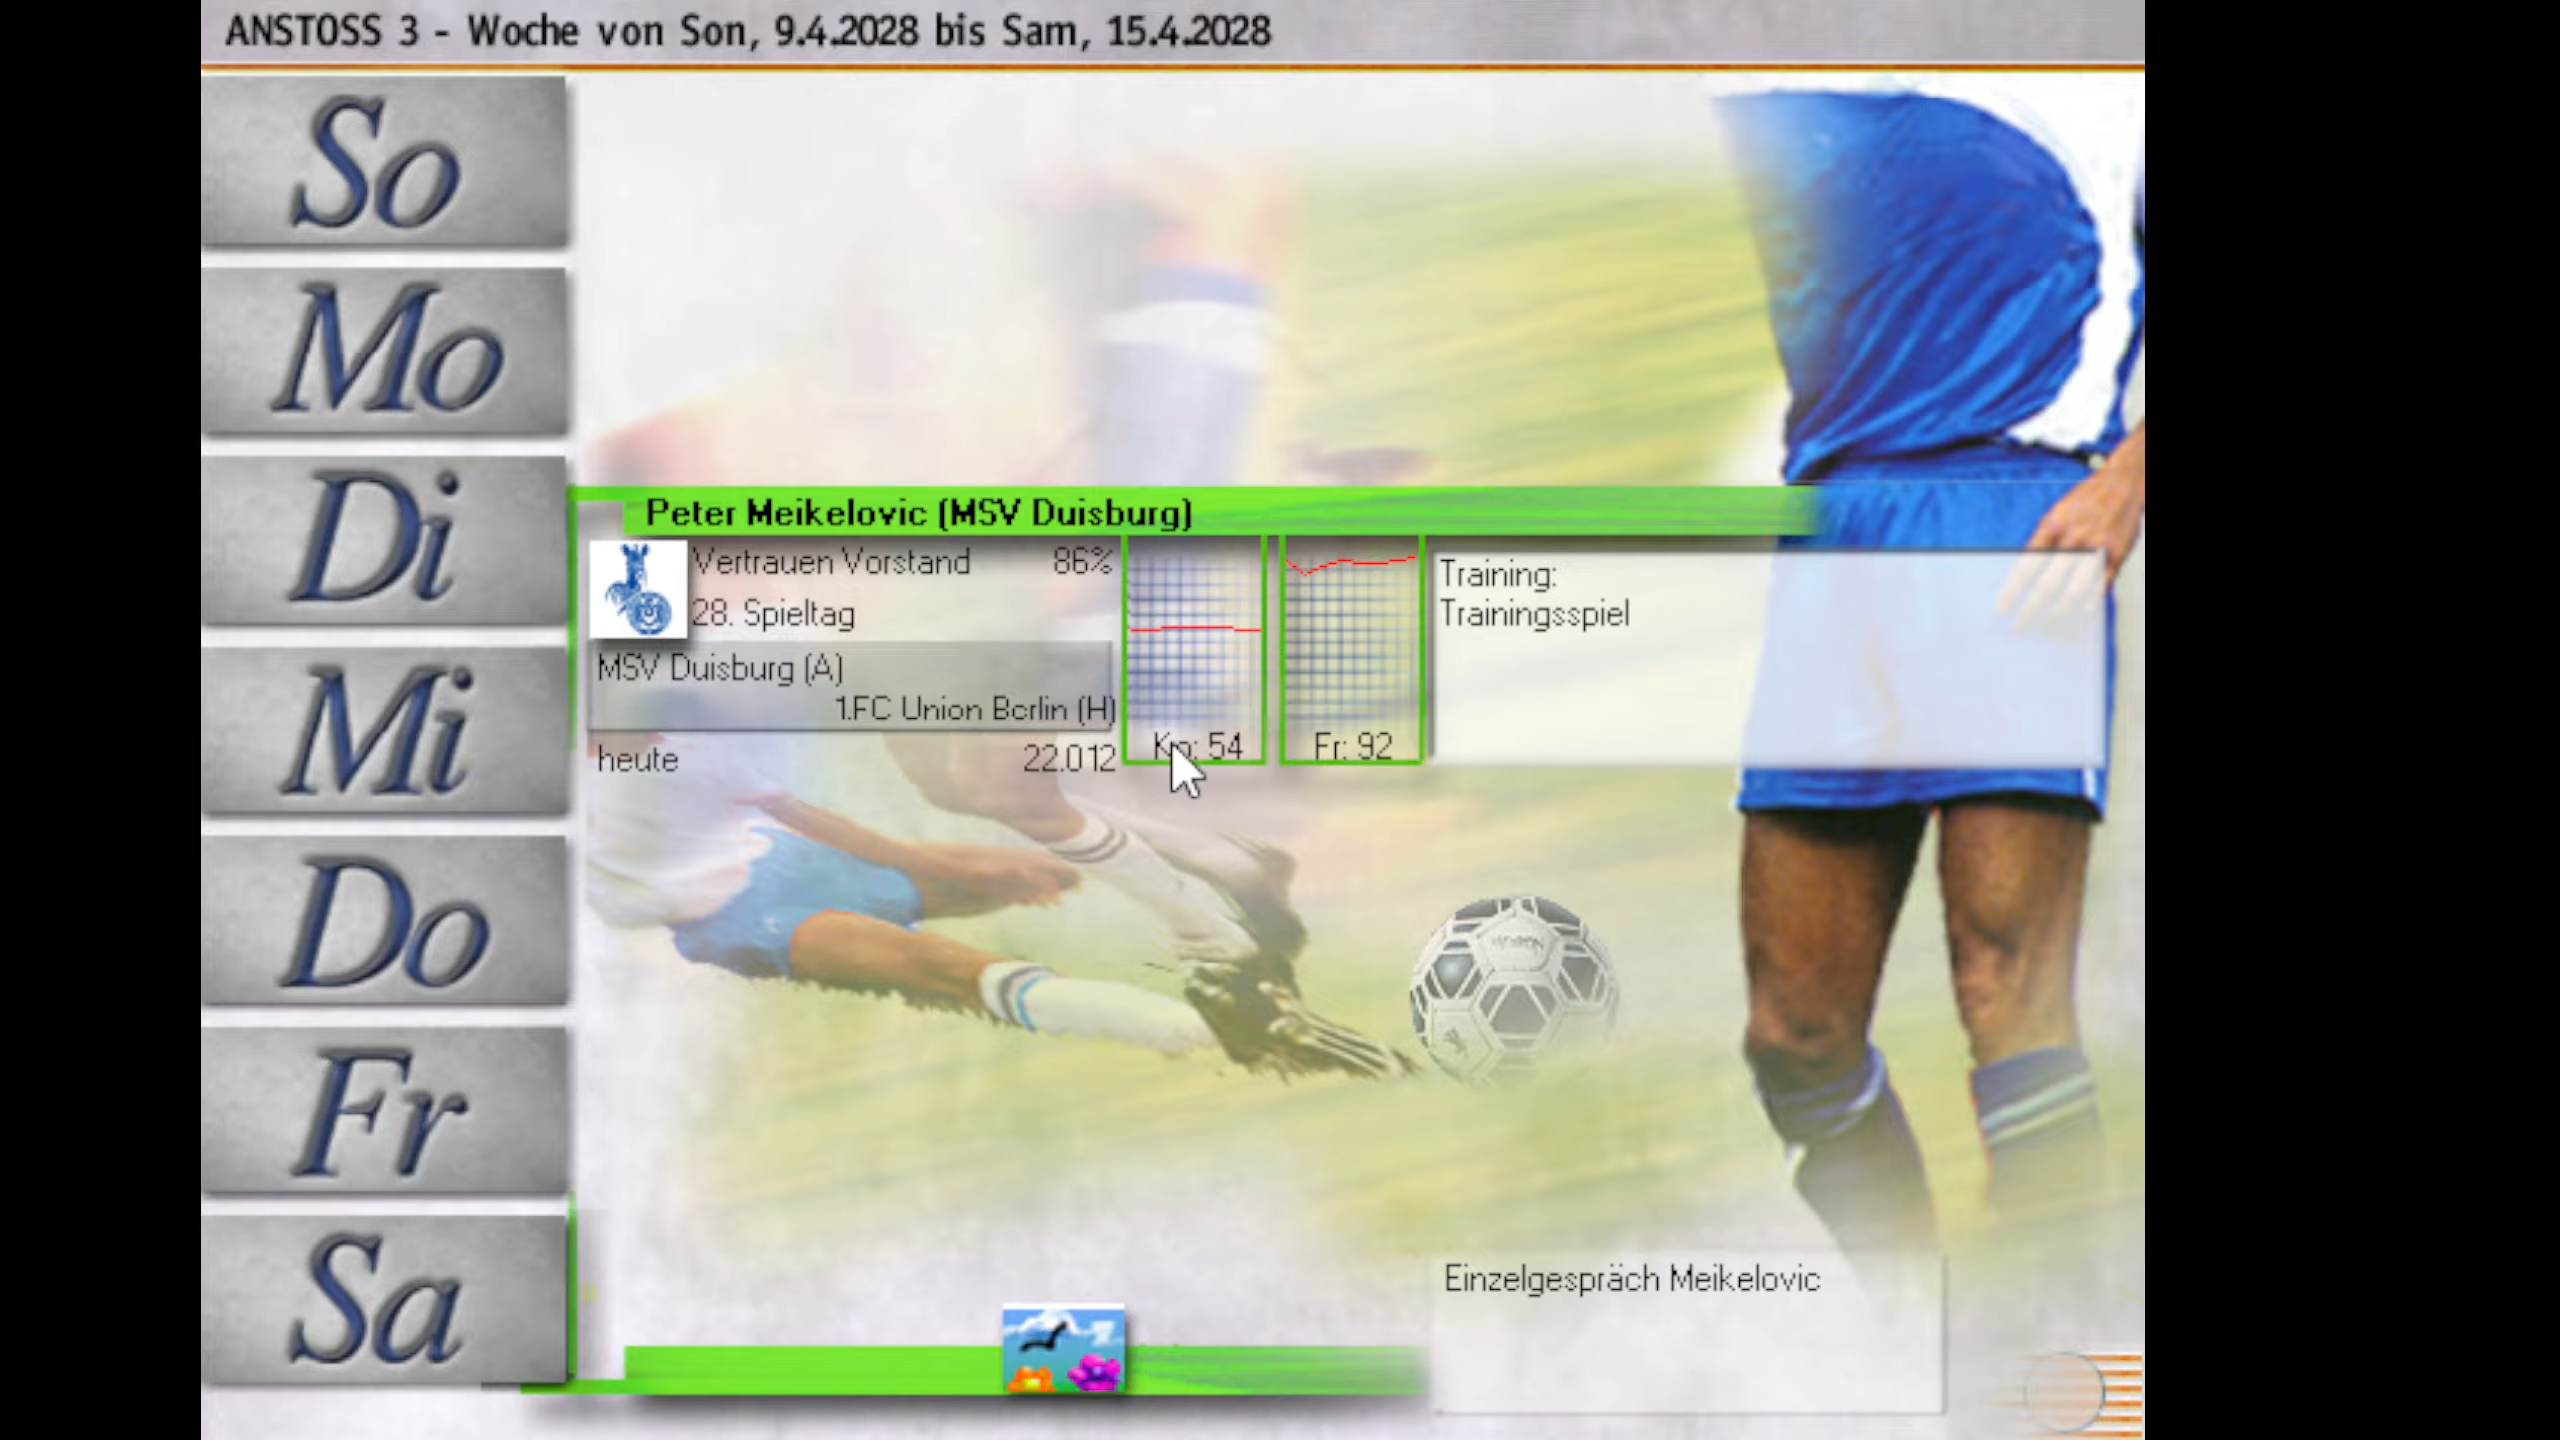 ANSTOSS 3 - Woche von Son, 9.4.2028 bis Sam, 15.4.2028
So
Mo
Di
Mi
Do
Fr
Sa
Peter Meikelovic (MSV Duisburg)
Vertrauen Vorstand 86%
28. Spieltag
MSV Duisburg (A)
1.FC Union Berlin (H)
heute 22.012
Ko: 54
Fr: 92
Training:
Trainingsspiel
Einzelgespräch Meikelovic